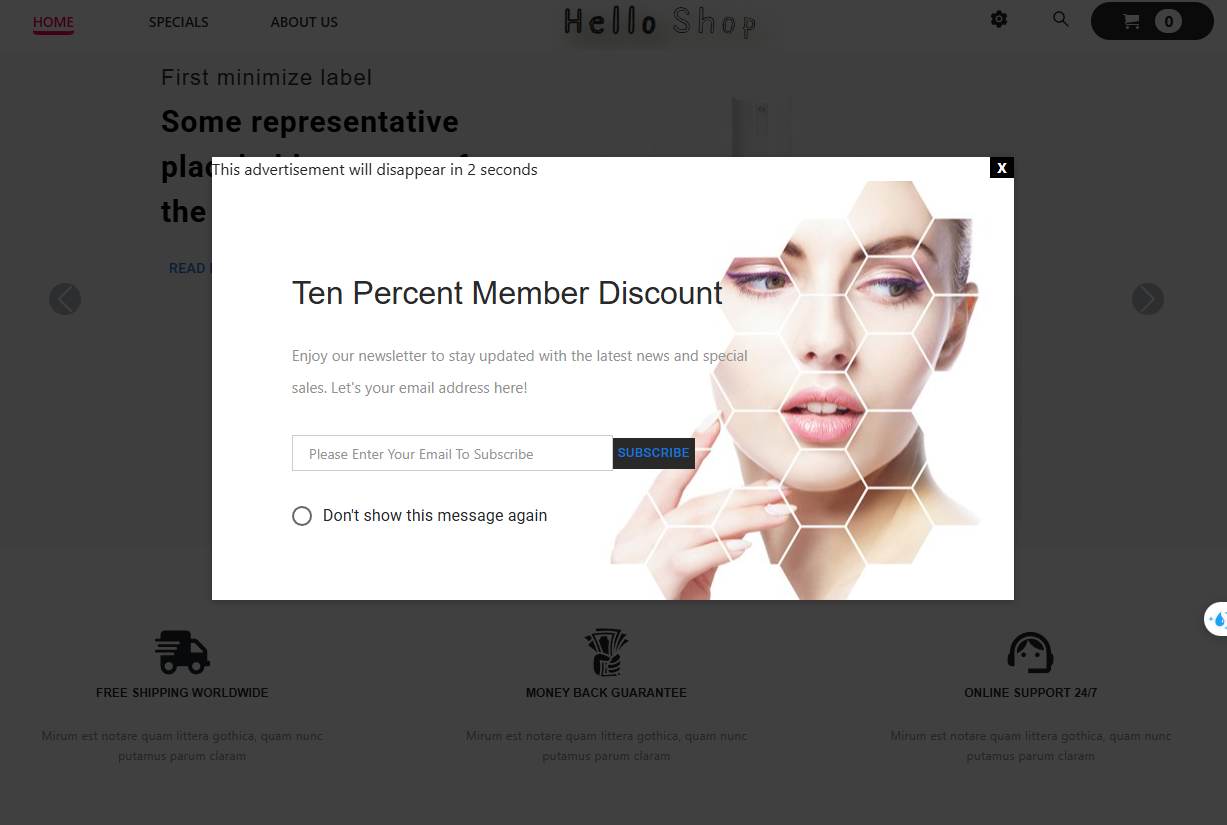 HOME
SPECIALS
ABOUT US
Hello Shop
0
First minimize label
Some representative
the
READ
This advertisement will disappear in 2 seconds
X
Ten Percent Member Discount
Enjoy our newsletter to stay updated with the latest news and special
sales. Let's your email address here!
Please Enter Your Email To Subscribe
SUBSCRIBE
Don't show this message again
FREE SHIPPING WORLDWIDE
MONEY BACK GUARANTEE
ONLINE SUPPORT 24/7
Mirum est notare quam littera gothica, quam nunc
putamus parum claram
Mirum est notare quam littera gothica, quam nunc
putamus parum claram
Mirum est notare quam littera gothica, quam nunc
putamus parum claram